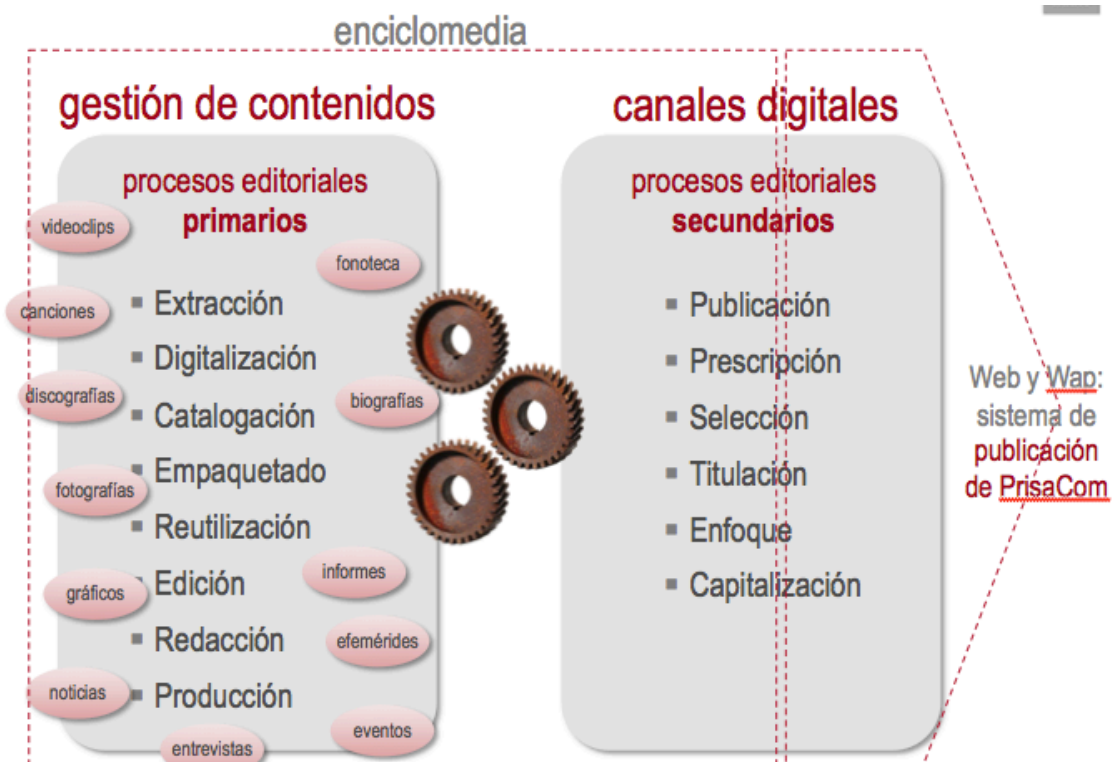 enciclomedia
gestión de contenidos
procesos editoriales
primarios
videoclips
fonoteca
canciones
▪ Extracción
▪ Digitalización
discografías
biografías
▪ Catalogación
▪ Empaquetado
fotografías
▪ Reutilización
informes
gráficos
▪ Edición
▪ Redacción
efemérides
noticias
▪ Producción
eventos
entrevistas
canales digitales
procesos editoriales
secundarios
▪ Publicación
▪ Prescripción
▪ Selección
▪ Titulación
▪ Enfoque
▪ Capitalización
Web y Wap:
sistema de
publicación
de PrisaCom